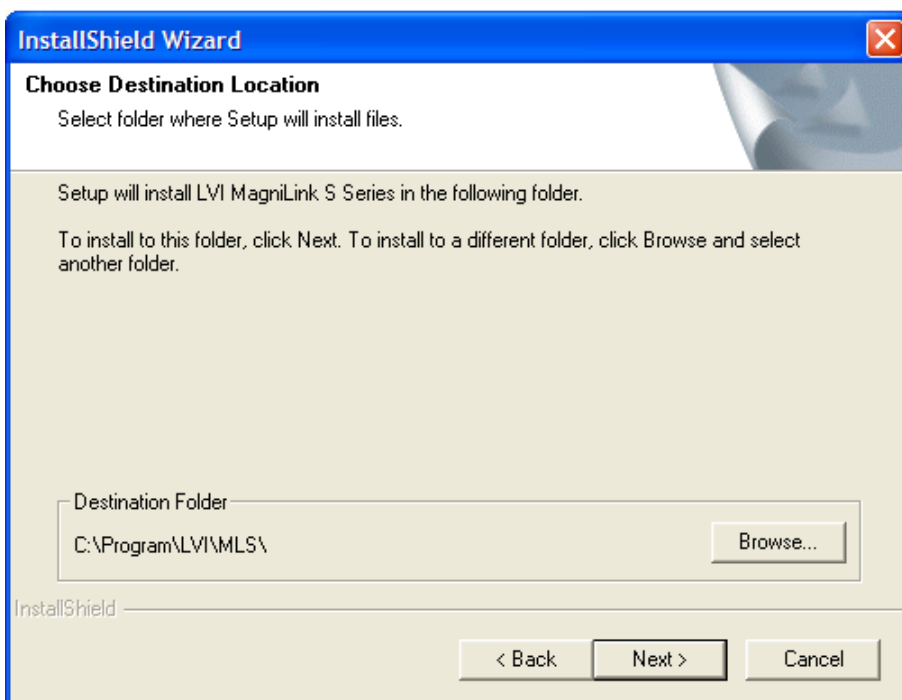 InstallShield Wizard
Choose Destination Location
Select folder where Setup will install files.
Setup will install LVI MagniLink S Series in the following folder.
To install to this folder, click Next. To install to a different folder, click Browse and select
another folder.
Destination Folder
C:\Program\LVI\MLS\
Browse...
InstallShield
< Back
Next >
Cancel